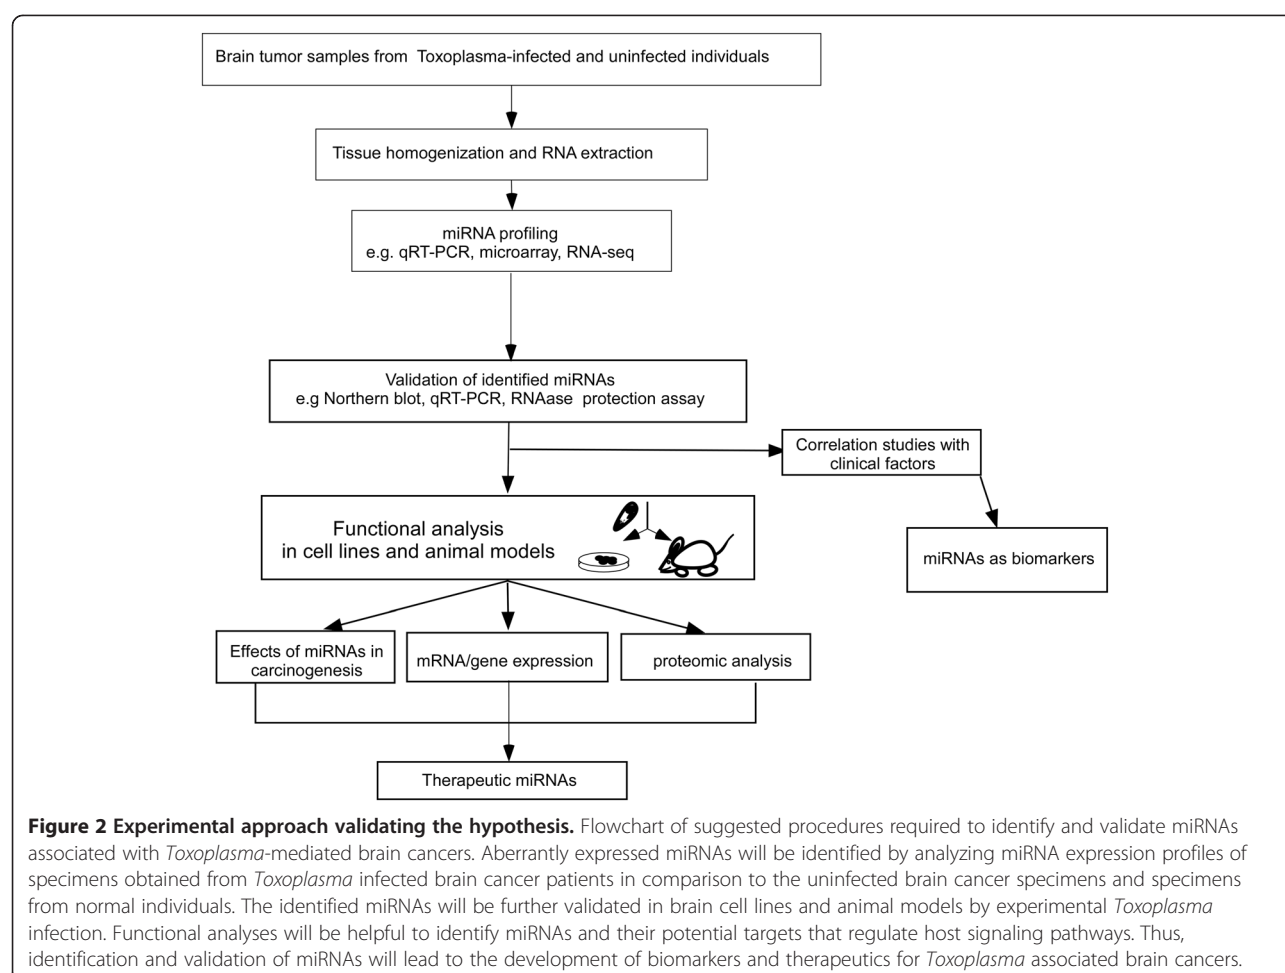 Brain tumor samples from Toxoplasma-infected and uninfected individuals
Tissue homogenization and RNA extraction
miRNA profiling
e.g. qRT-PCR, microarray, RNA-seq
Validation of identified miRNAs
e.g Northern blot, qRT-PCR, RNAase protection assay
Correlation studies with
clinical factors
Functional analysis
in cell lines and animal models
miRNAs as biomarkers
Effects of miRNAs in
carcinogenesis
mRNA/gene expression
proteomic analysis
Therapeutic miRNAs
Figure 2 Experimental approach validating the hypothesis. Flowchart of suggested procedures required to identify and validate miRNAs
associated with Toxoplasma-mediated brain cancers. Aberrantly expressed miRNAs will be identified by analyzing miRNA expression profiles of
specimens obtained from Toxoplasma infected brain cancer patients in comparison to the uninfected brain cancer specimens and specimens
from normal individuals. The identified miRNAs will be further validated in brain cell lines and animal models by experimental Toxoplasma
infection. Functional analyses will be helpful to identify miRNAs and their potential targets that regulate host signaling pathways. Thus,
identification and validation of miRNAs will lead to the development of biomarkers and therapeutics for Toxoplasma associated brain cancers.